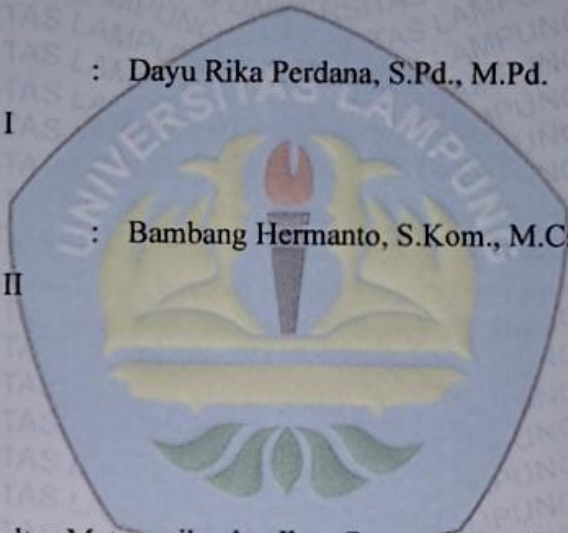 : Dayu Rika Perdana, S.Pd., M.Pd.
I
: Bambang Hermanto, S.Kom., M.C
II
UNIVERSITAS LAMPUNG